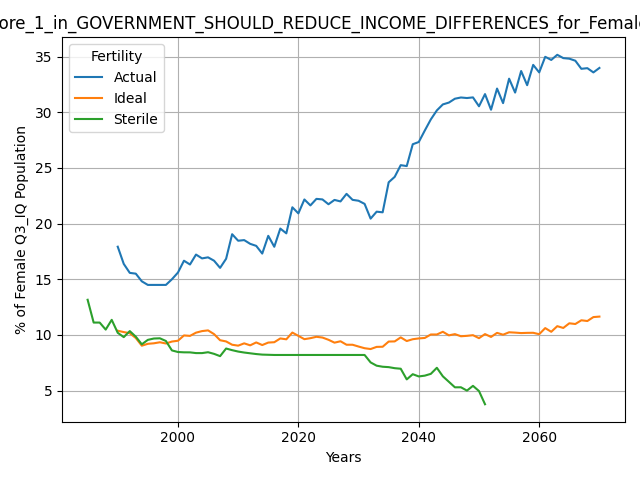 ore_1_in_GOVERNMENT_SHOULD_REDUCE_INCOME_DIFFERENCES_for_Female
Fertility
Actual
Ideal
Sterile
% of Female Q3_IQ Population
35
30
25
20
15
10
5
2000 2020 2040 2060
Years